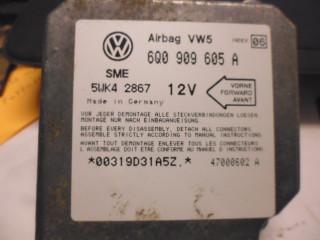 Airbag VW5 INDEX 06
6Q0 909 605 A
SME
5WK4 2867 12V
VORNE
FORWARD
AVANT
Made in Germany
VOR JEDER DEMONTAGE ALLE STECKVERBINDUNGEN LOESEN
MONTAGE NUR NACH EINBAUANWEISUNG
BEFORE EVERY DISASSEMBLY, DETACH ALL CONNECTORS
ASSEMBLE STRICTLY ACCORDING TO MANUAL INSTRUCTIONS
AVANT TOUT DEMONTAGE ENLEVER TOUS LES CONNECTEURS
L ASSEMBLAGE DOIT ETRE CONFORME AU MANUEL D INSTRUCTIONS
*00319D31A5Z.* 47000602 A